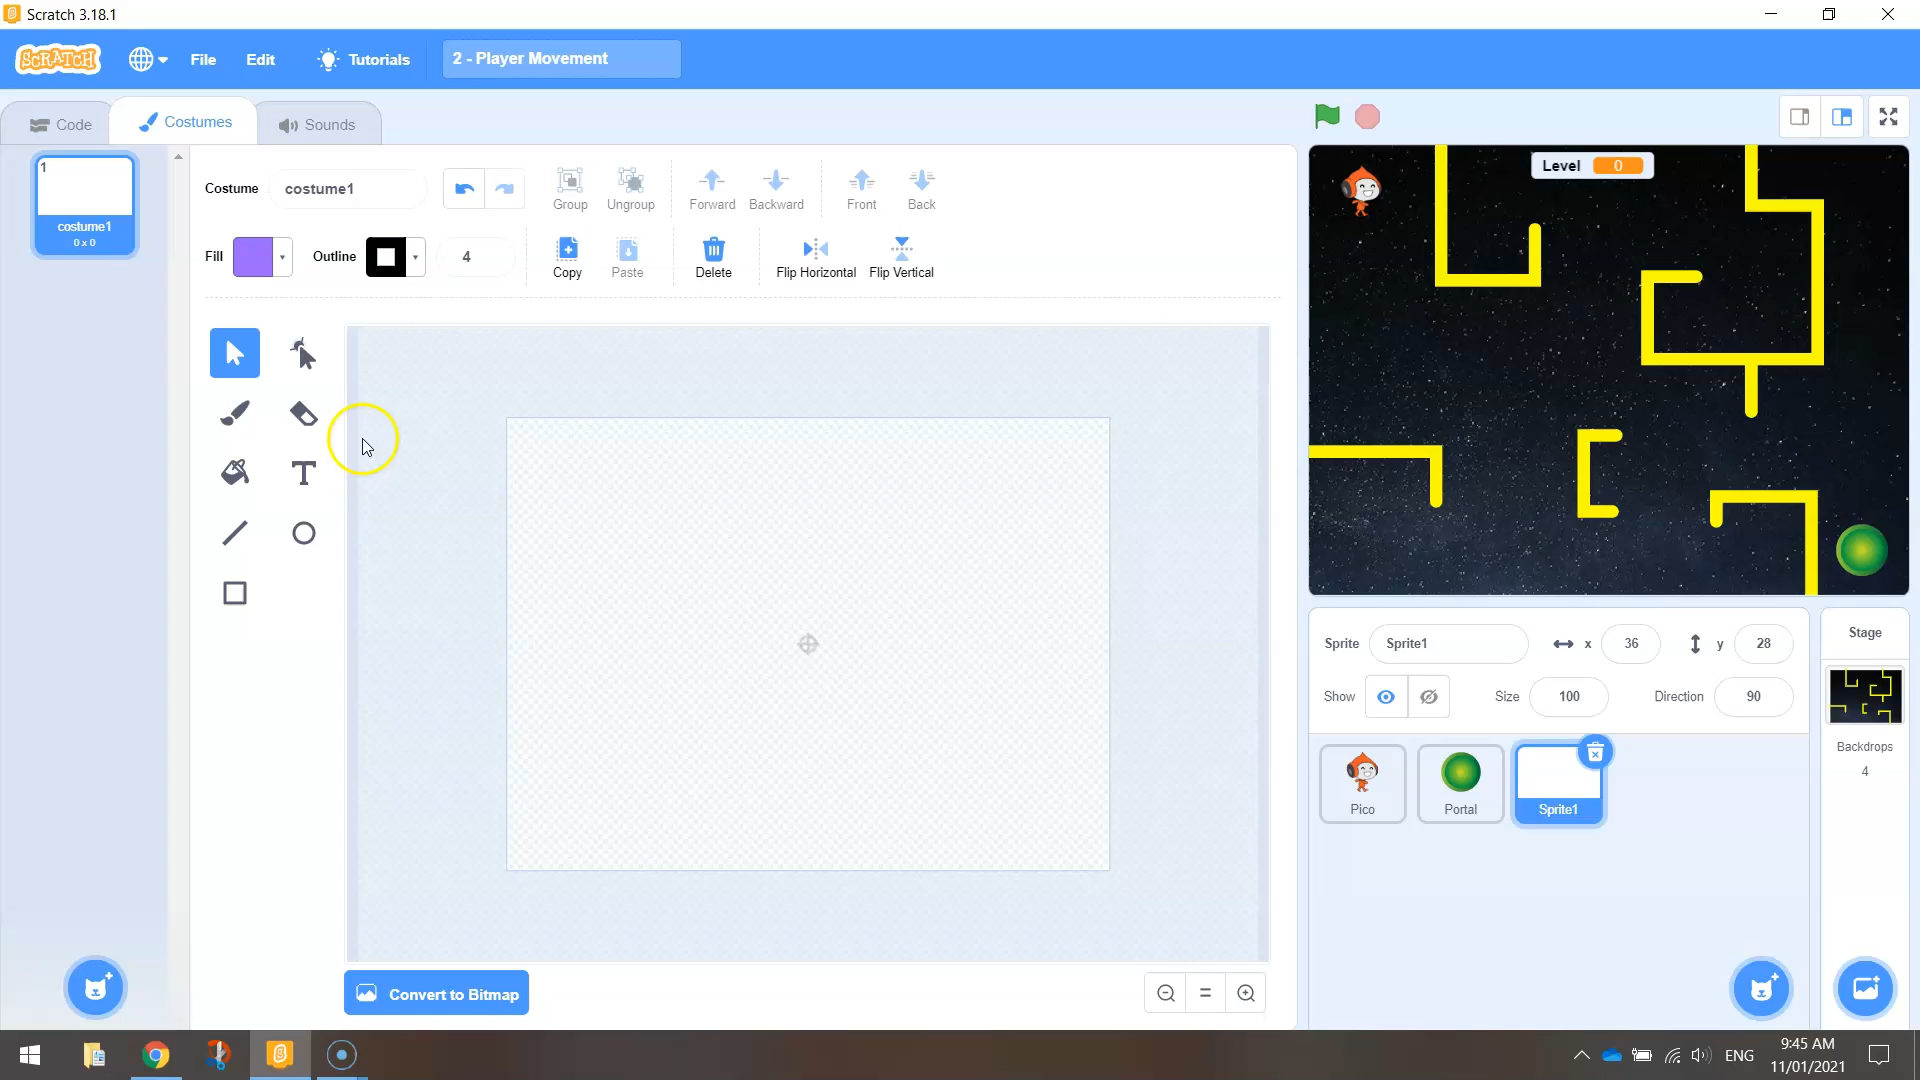 Scratch 3.18.1
SCRATCH
File
Edit
Tutorials
2 - Player Movement
Code
Costumes
Sounds
1
costume1
0 x 0
Costume
costume1
Group
Ungroup
Forward
Backward
Front
Back
Fill
Outline
4
Copy
Paste
Delete
Flip Horizontal
Flip Vertical
T
Convert to Bitmap
Level 0
Sprite
Sprite1
x
36
y
28
Show
Size
100
Direction
90
Pico
Portal
Sprite1
Stage
Backdrops
4
ENG
9:45 AM
11/01/2021